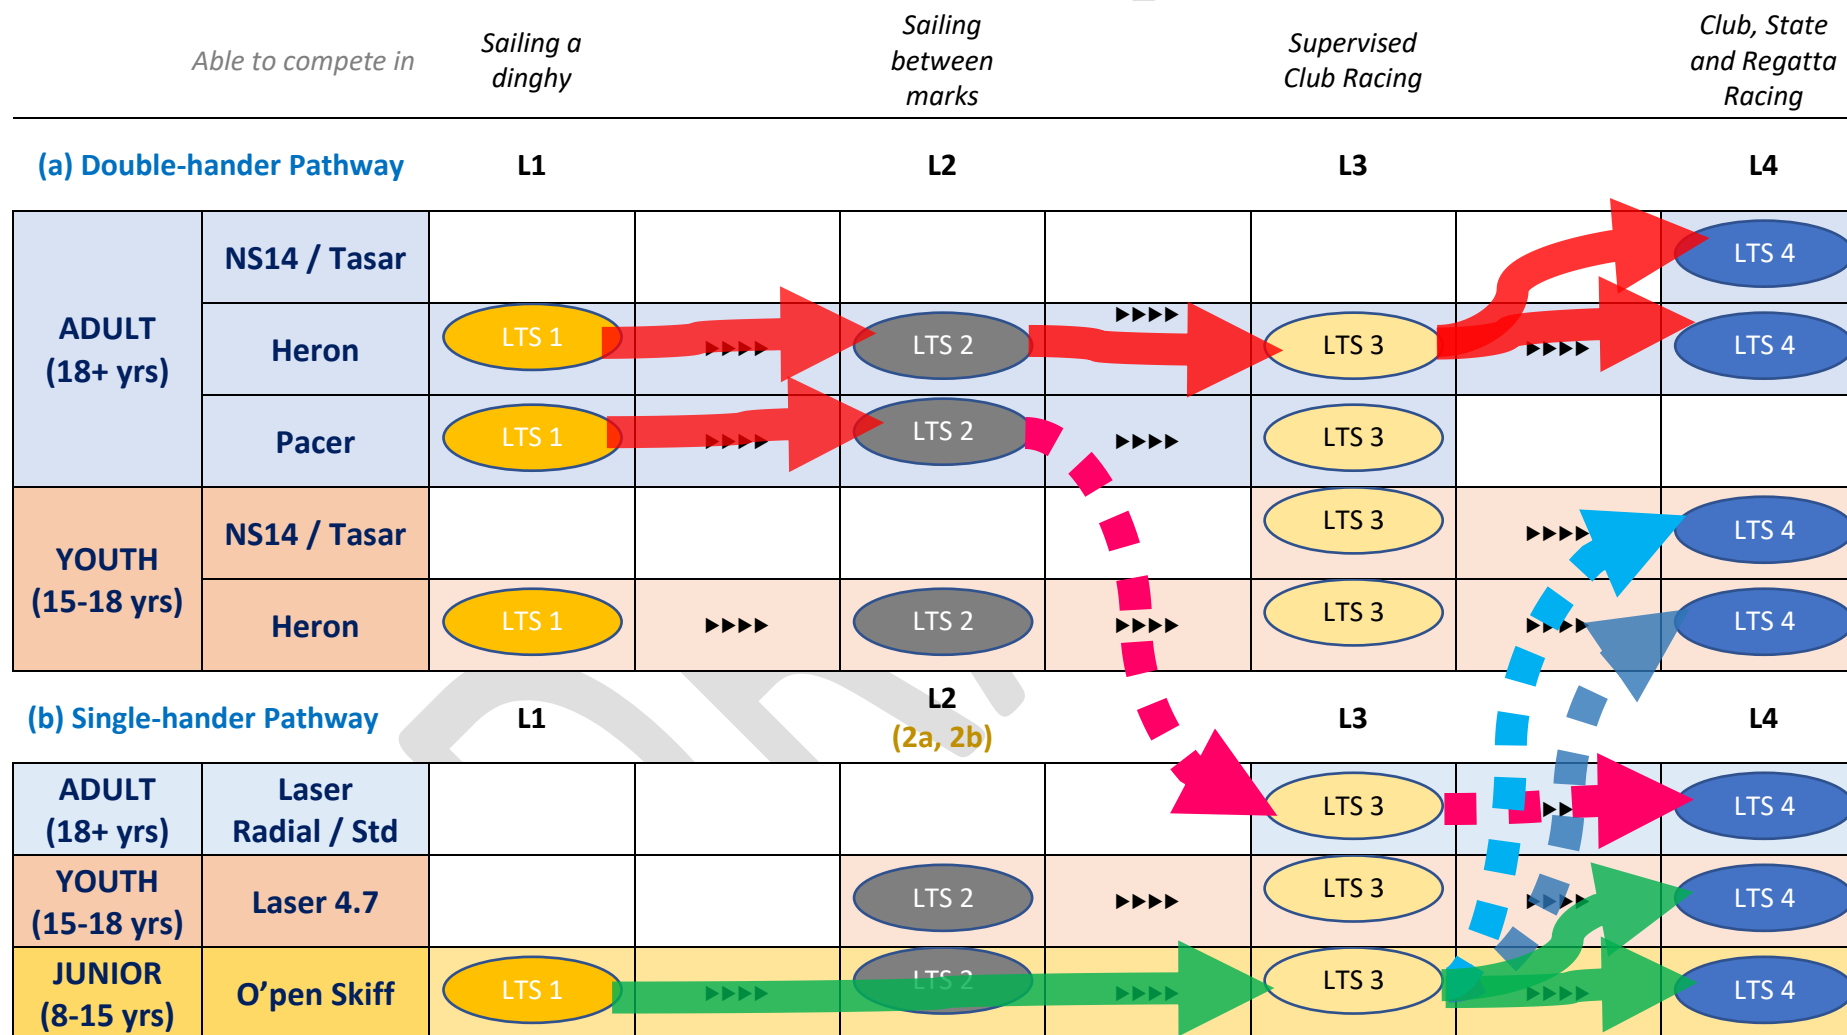 Able to compete in
Sailing a
dinghy
Sailing
between
marks
Supervised
Club Racing
Club, State
and Regatta
Racing
(a) Double-hander Pathway L1 L2 L3 L4
ADULT
(18+ yrs)
NS14 / Tasar
LTS 4
Heron
LTS 1
LTS 2
LTS 3
LTS 4
Pacer
LTS 1
LTS 2
LTS 3
YOUTH
(15-18 yrs)
NS14 / Tasar
LTS 3
LTS 4
Heron
LTS 1
LTS 2
LTS 3
LTS 4
(b) Single-hander Pathway L1
L2
(2a, 2b)
L3 L4
ADULT
(18+ yrs)
Laser
Radial / Std
LTS 3
LTS 4
YOUTH
(15-18 yrs)
Laser 4.7
LTS 2
LTS 3
LTS 4
JUNIOR
(8-15 yrs)
O'pen Skiff
LTS 1
LTS 2
LTS 3
LTS 4